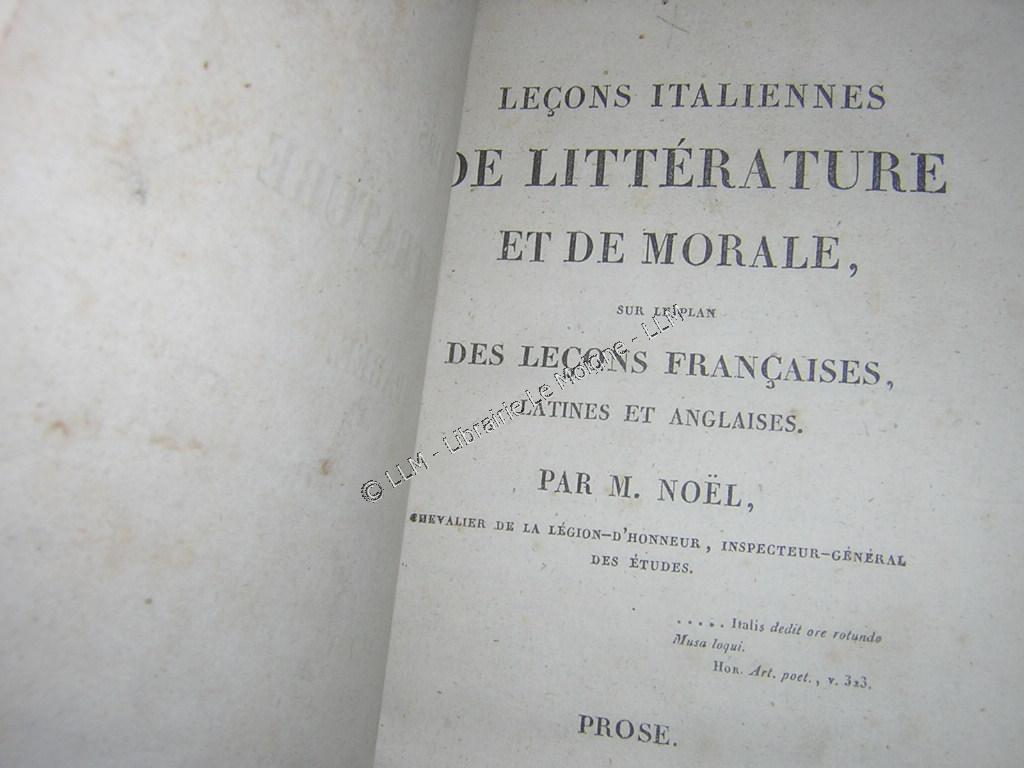 LEÇONS ITALIENNES
DE LITTÉRATURE
ET DE MORALE,
SUR LE PLAN
DES LEÇONS FRANÇAISES,
LATINES ET ANGLAISES.
PAR M. NOËL,
CHEVALIER DE LA LÉGION-D'HONNEUR, INSPECTEUR-GÉNÉRAL
DES ÉTUDES.
..... Italis dedit ore rotundo
Musa loqui.
HOR. Art. poet., v. 323.
PROSE.
© LLM - Librairie Le Moigne - LLM